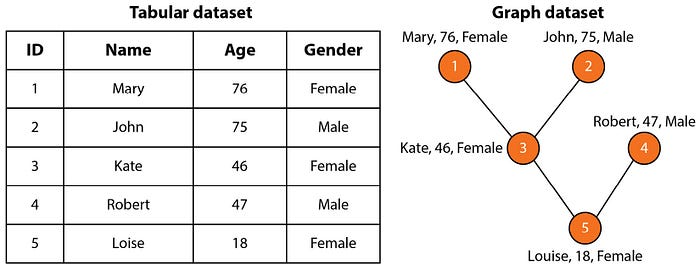 Tabular dataset
ID Name Age Gender
1 Mary 76 Female
2 John 75 Male
3 Kate 46 Female
4 Robert 47 Male
5 Loise 18 Female
Graph dataset
Mary, 76, Female
John, 75, Male
1
2
Robert, 47, Male
Kate, 46, Female
3
4
5
Louise, 18, Female